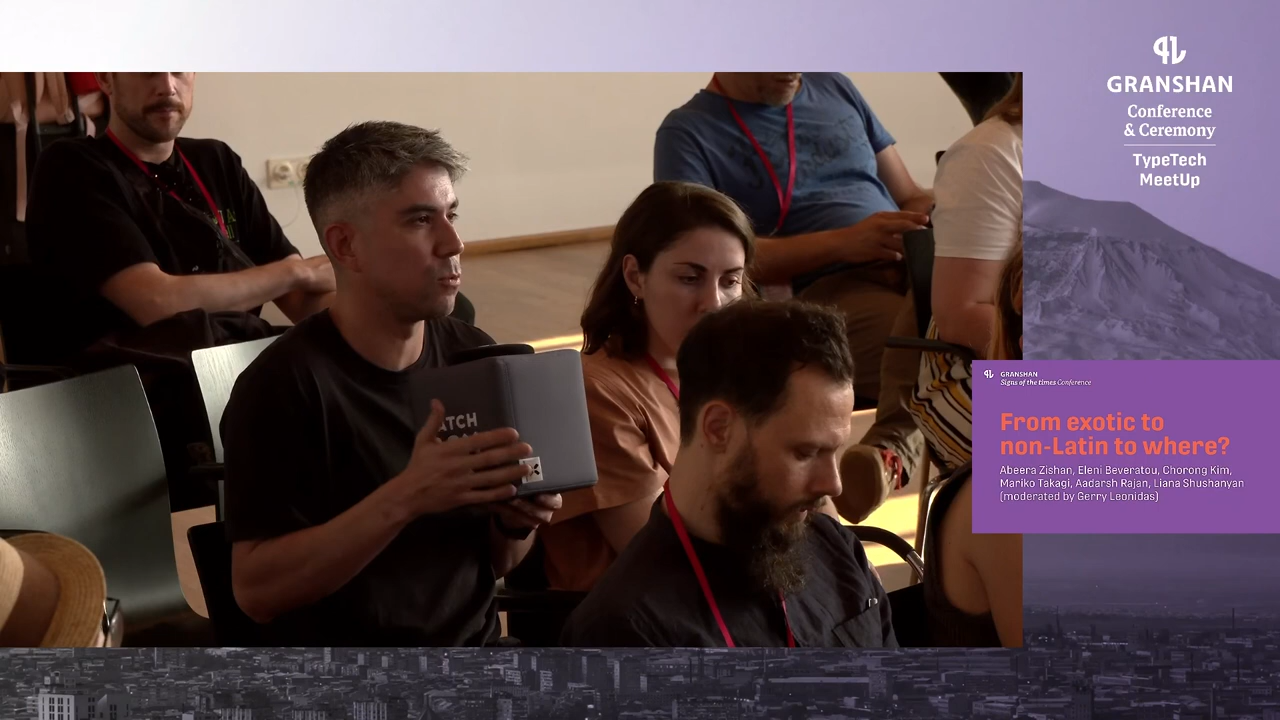 GRANSHAN
Conference
& Ceremony
TypeTech
MeetUp
GRANSHAN
Signs of the times Conference
From exotic to
non-Latin to where?
Abeera Zishan, Eleni Beveratou, Chorong Kim,
Mariko Takagi, Aadarsh Rajan, Liana Shushanyan
(moderated by Gerry Leonidas)